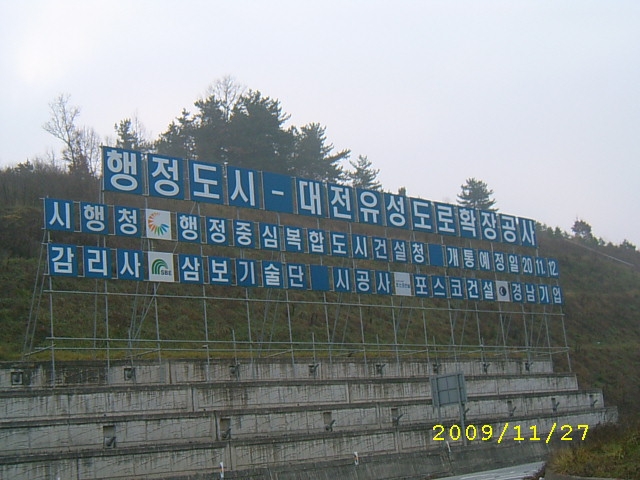 행정도시-대전유성도로확장공사
시행청 행정중심복합도시건설청 개통예정일 2011.12
감리사 삼보기술단 시공사 포스코건설 경남기업
2009/11/27